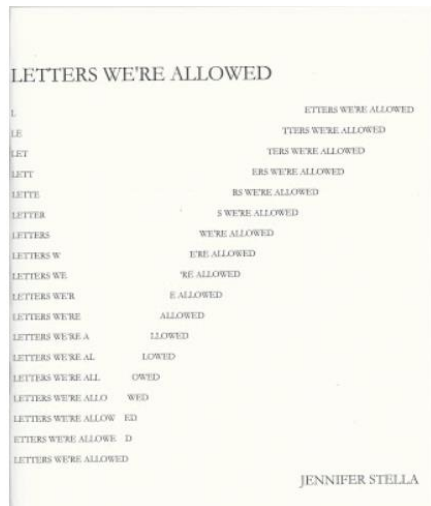 LETTERS WE'RE ALLOWED
L ETTERS WE'RE ALLOWED
LE TTERS WE'RE ALLOWED
LET TERS WE'RE ALLOWED
LETT ERS WE'RE ALLOWED
LETTE RS WE'RE ALLOWED
LETTER S WE'RE ALLOWED
LETTERS WE'RE ALLOWED
LETTERS W E'RE ALLOWED
LETTERS WE 'RE ALLOWED
LETTERS WE'R E ALLOWED
LETTERS WE'RE ALLOWED
LETTERS WE'RE A LLOWED
LETTERS WE'RE AL LOWED
LETTERS WE'RE ALL OWED
LETTERS WE'RE ALLO WED
LETTERS WE'RE ALLOW ED
ETTERS WE'RE ALLOWE D
LETTERS WE'RE ALLOWED
JENNIFER STELLA